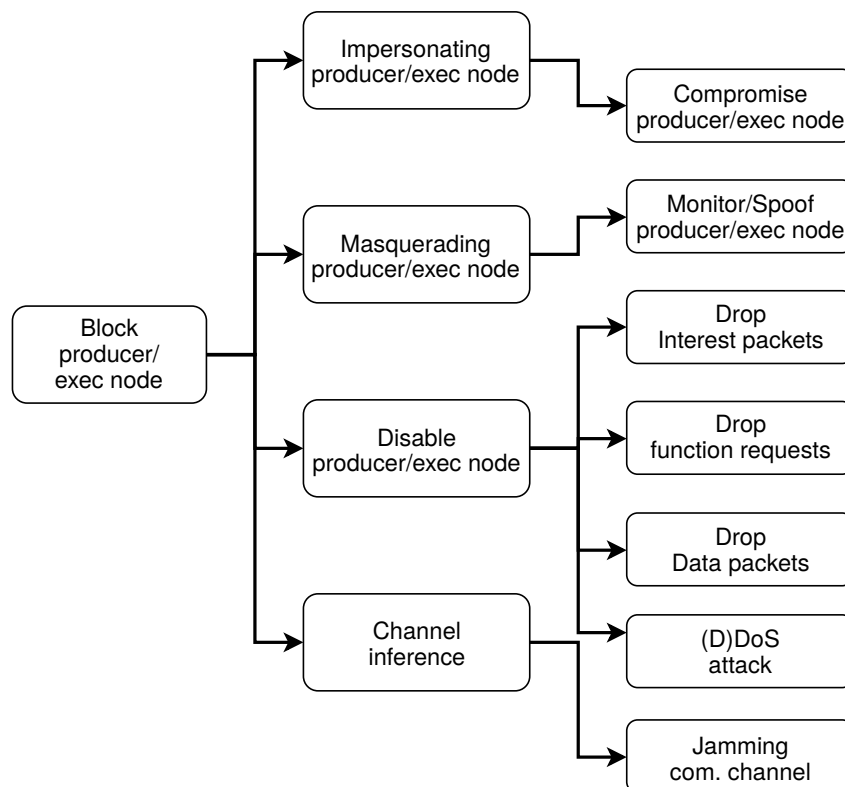 Impersonating
producer/exec node
Compromise
producer/exec node
Monitor/Spoof
producer/exec node
Masquerading
producer/exec node
Block
producer/
exec node
Drop
Interest packets
Disable
producer/exec node
Drop
function requests
Drop
Data packets
Channel
inference
(D)DoS
attack
Jamming
com. channel